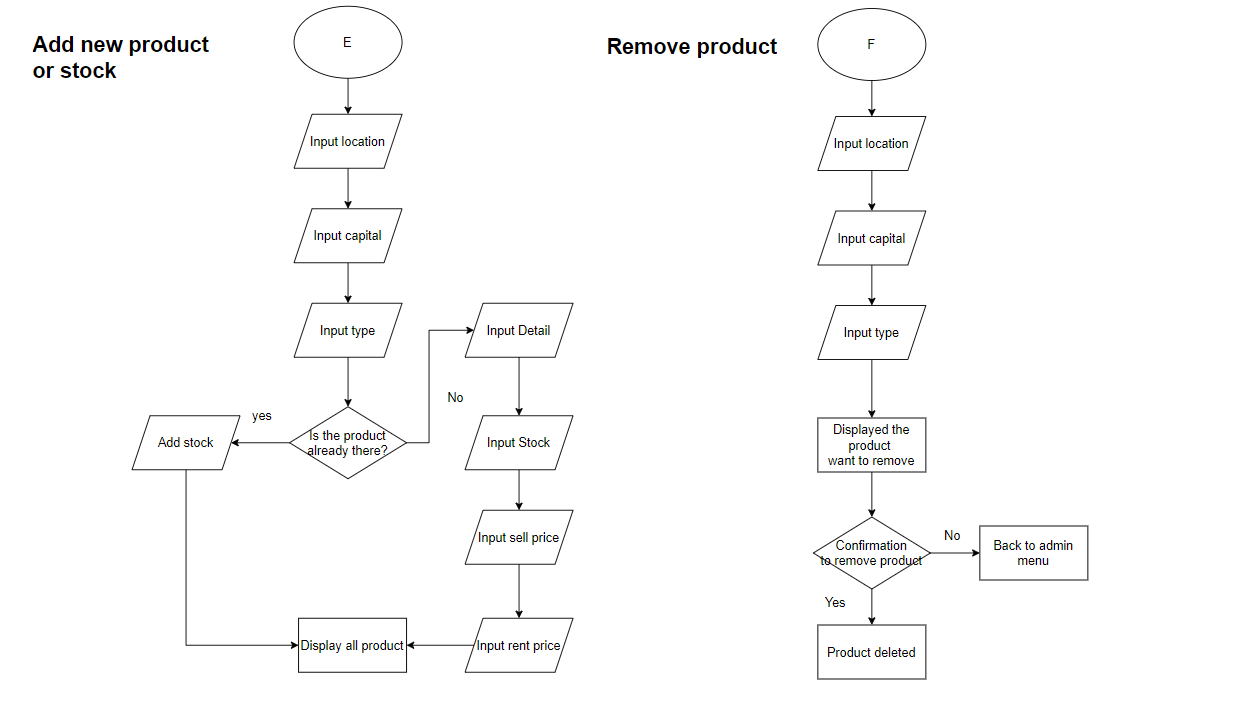 Add new product
or stock
E
Input location
Input capital
Input type
Is the product
already there?
yes
No
Add stock
Input Detail
Input Stock
Input sell price
Input rent price
Display all product
Remove product
F
Input location
Input capital
Input type
Displayed the
product
want to remove
Confirmation
to remove product
No
Back to admin
menu
Yes
Product deleted